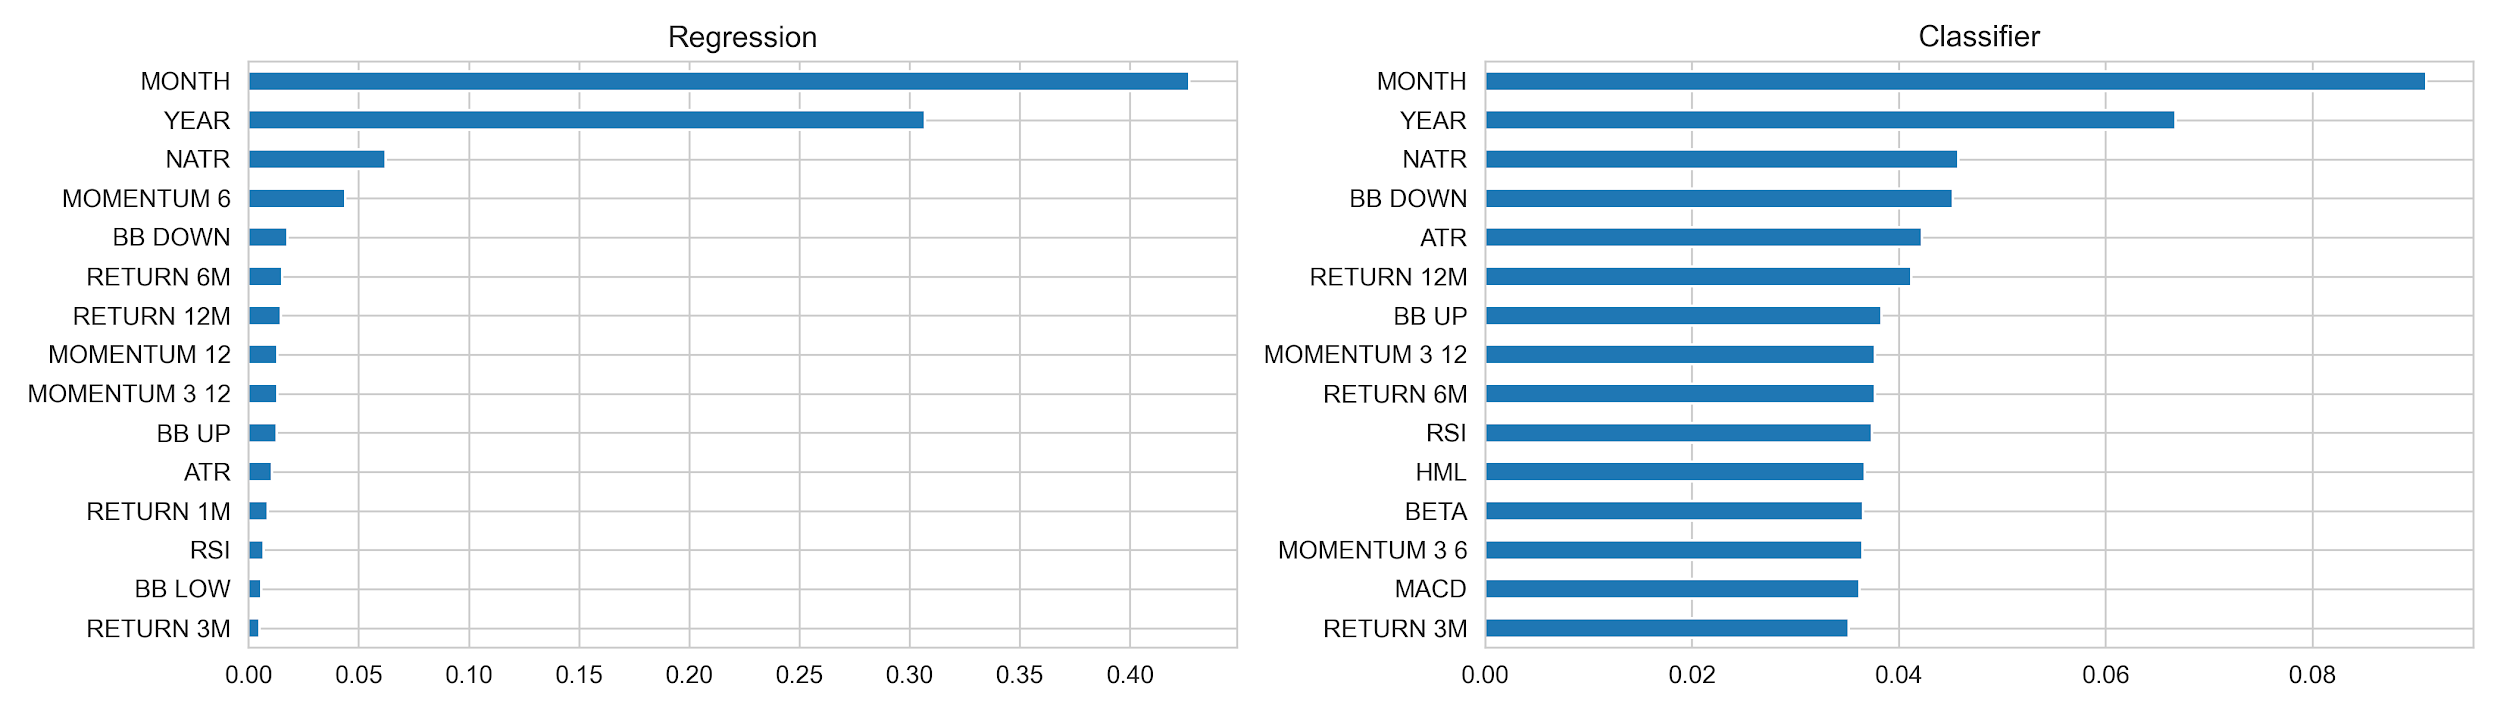 Regression
MONTH
YEAR
NATR
MOMENTUM 6
BB DOWN
RETURN 6M
RETURN 12M
MOMENTUM 12
MOMENTUM 3 12
BB UP
ATR
RETURN 1M
RSI
BB LOW
RETURN 3M
0.00 0.05 0.10 0.15 0.20 0.25 0.30 0.35 0.40
Classifier
MONTH
YEAR
NATR
BB DOWN
ATR
RETURN 12M
BB UP
MOMENTUM 3 12
RETURN 6M
RSI
HML
BETA
MOMENTUM 3 6
MACD
RETURN 3M
0.00 0.02 0.04 0.06 0.08